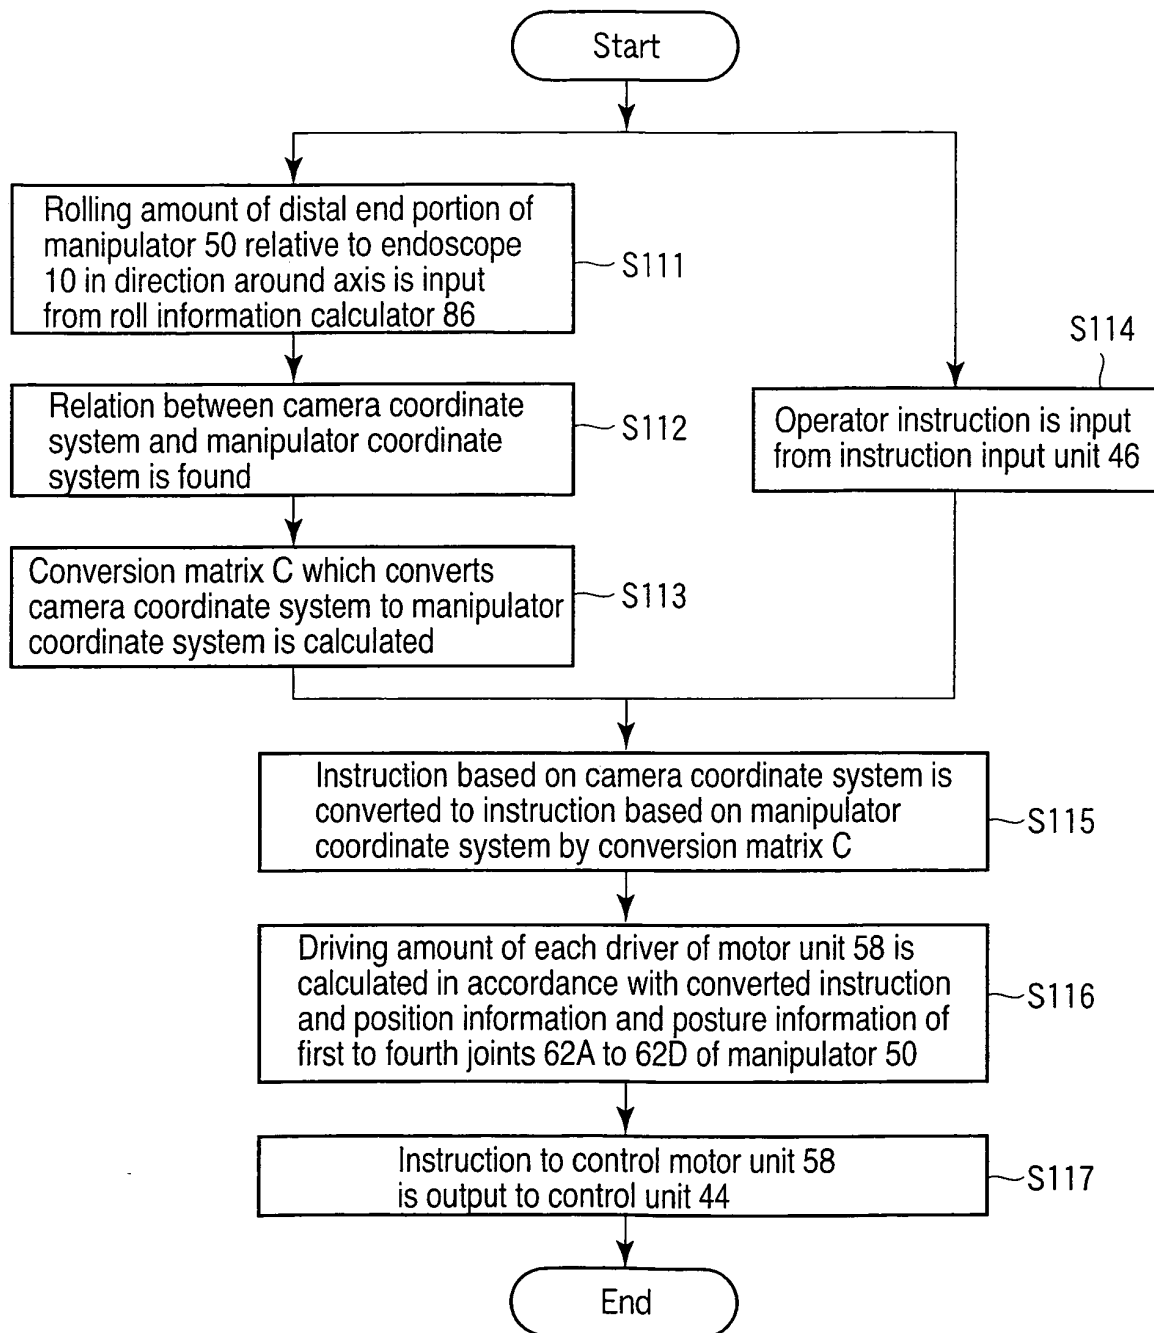 Start
Rolling amount of distal end portion of
manipulator 50 relative to endoscope
10 in direction around axis is input
from roll information calculator 86
S111
S114
Relation between camera coordinate
system and manipulator coordinate
system is found
S112
Operator instruction is input
from instruction input unit 46
Conversion matrix C which converts
camera coordinate system to manipulator
coordinate system is calculated
S113
Instruction based on camera coordinate system is
converted to instruction based on manipulator
coordinate system by conversion matrix C
S115
Driving amount of each driver of motor unit 58 is
calculated in accordance with converted instruction
and position information and posture information of
first to fourth joints 62A to 62D of manipulator 50
S116
Instruction to control motor unit 58
is output to control unit 44
S117
End